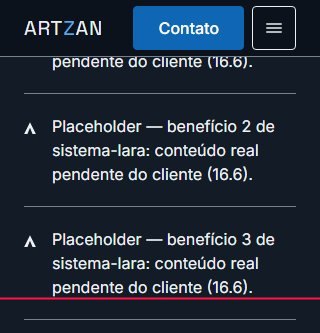 ARTZAN
Contato
pendente do cliente (16.6).
Placeholder — benefício 2 de
sistema-lara: conteúdo real
pendente do cliente (16.6).
Placeholder — benefício 3 de
sistema-lara: conteúdo real
pendente do cliente (16.6).